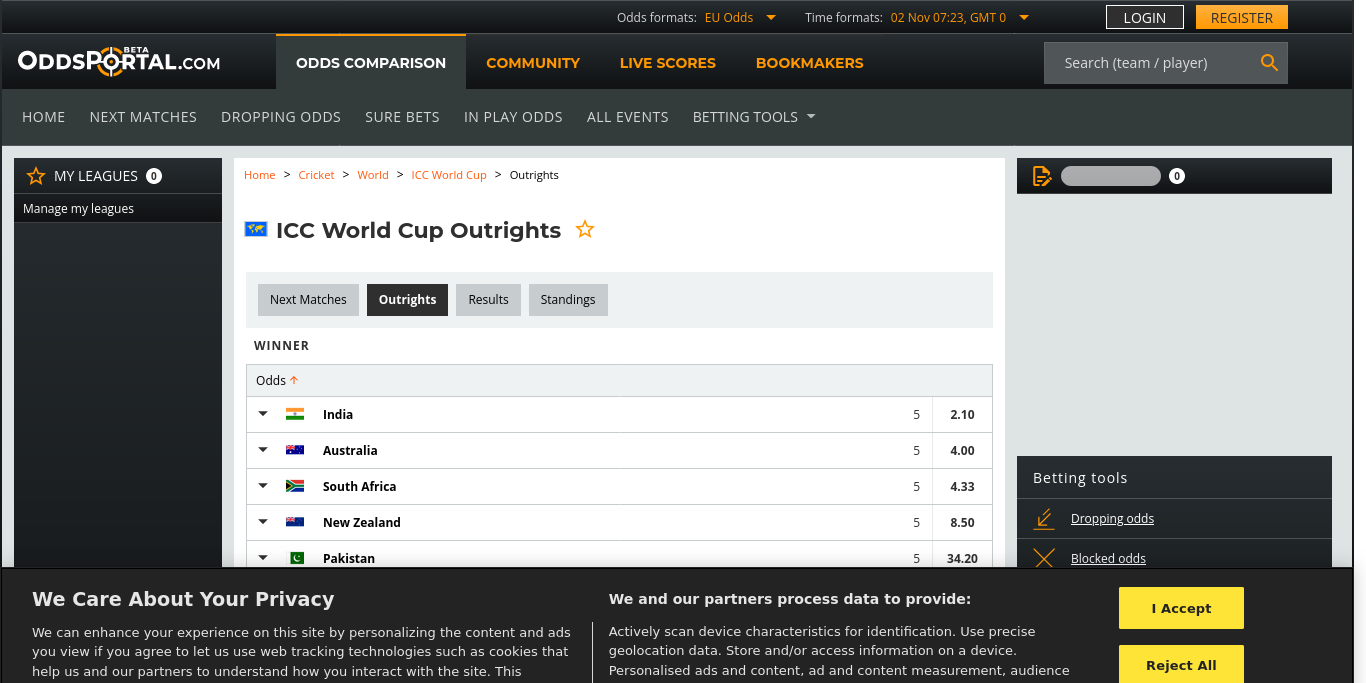 Odds formats: EU Odds Time formats: 02 Nov 07:23, GMT 0 LOGIN REGISTER
ODDSPORTAL.COM BETA
ODDS COMPARISON COMMUNITY LIVE SCORES BOOKMAKERS Search (team / player)
HOME NEXT MATCHES DROPPING ODDS SURE BETS IN PLAY ODDS ALL EVENTS BETTING TOOLS
MY LEAGUES 0
Manage my leagues
Home > Cricket > World > ICC World Cup > Outrights
0
ICC World Cup Outrights
Next Matches Outrights Results Standings
WINNER
Odds
India 5 2.10
Australia 5 4.00
South Africa 5 4.33
New Zealand 5 8.50
Pakistan 5 34.20
Betting tools
Dropping odds
Blocked odds
We Care About Your Privacy
We can enhance your experience on this site by personalizing the content and ads
you view if you agree to let us use web tracking technologies such as cookies that
help us and our partners to understand how you interact with the site. This
We and our partners process data to provide:
Actively scan device characteristics for identification. Use precise
geolocation data. Store and/or access information on a device.
Personalised ads and content, ad and content measurement, audience
I Accept
Reject All